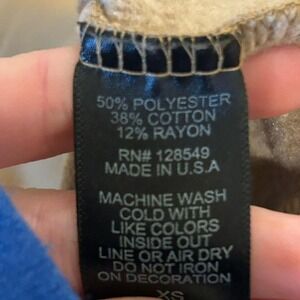 50% POLYESTER
38% COTTON
12% RAYON
RN# 128549
MADE IN U.S.A
MACHINE WASH
COLD WITH
LIKE COLORS
INSIDE OUT
LINE OR AIR DRY
DO NOT IRON
ON DECORATION
XS